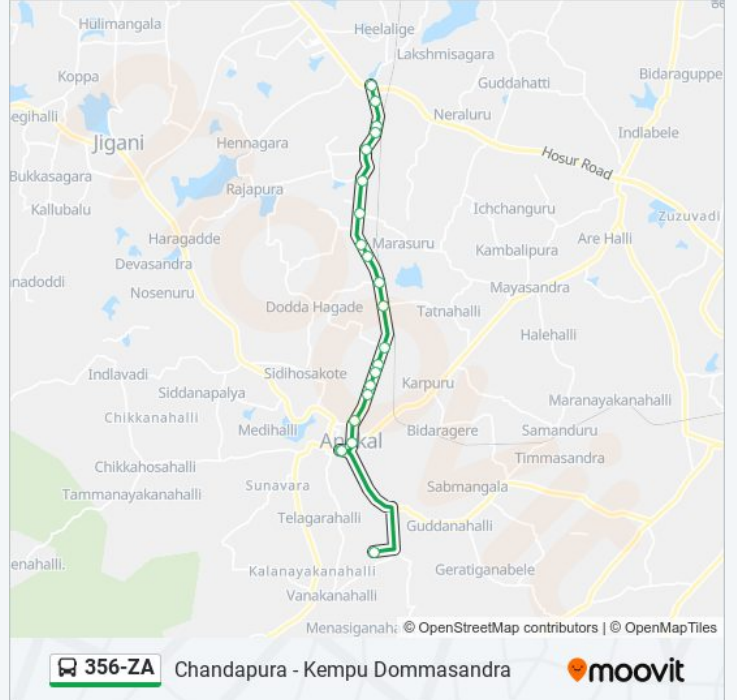 Hulimangala
Heelalige
Lakshmisagara
Koppa
Guddahatti
Bidaraguppe
egihalli
Neraluru
Jigani
Hennagara
Indlabele
Hosur Road
Bukkasagara
Rajapura
Kallubalu
Ichchanguru
Zuzuvadi
Haragadde
Marasuru
Are Halli
Kambalipura
Devasandra
nadoddi
Nosenuru
Mayasandra
Dodda Hagade
Tatnahalli
Halehalli
Indlavadi
Sidihosakote
Karpuru
Siddanapalya
Maranayakanahalli
Chikkanahalli
Medihalli
Bidaragere
Samanduru
Timmasandra
Chikkahosahalli
Sunavara
Sabmangala
Tammanayakanahalli
Telagarahalli
Guddanahalli
enahalli.
Kalanayakanahalli
Geratiganabele
Vanakanahalli
Menasiganaha
© OpenStreetMap contributors | © OpenMapTiles
356-ZA Chandapura - Kempu Dommasandra
moovit